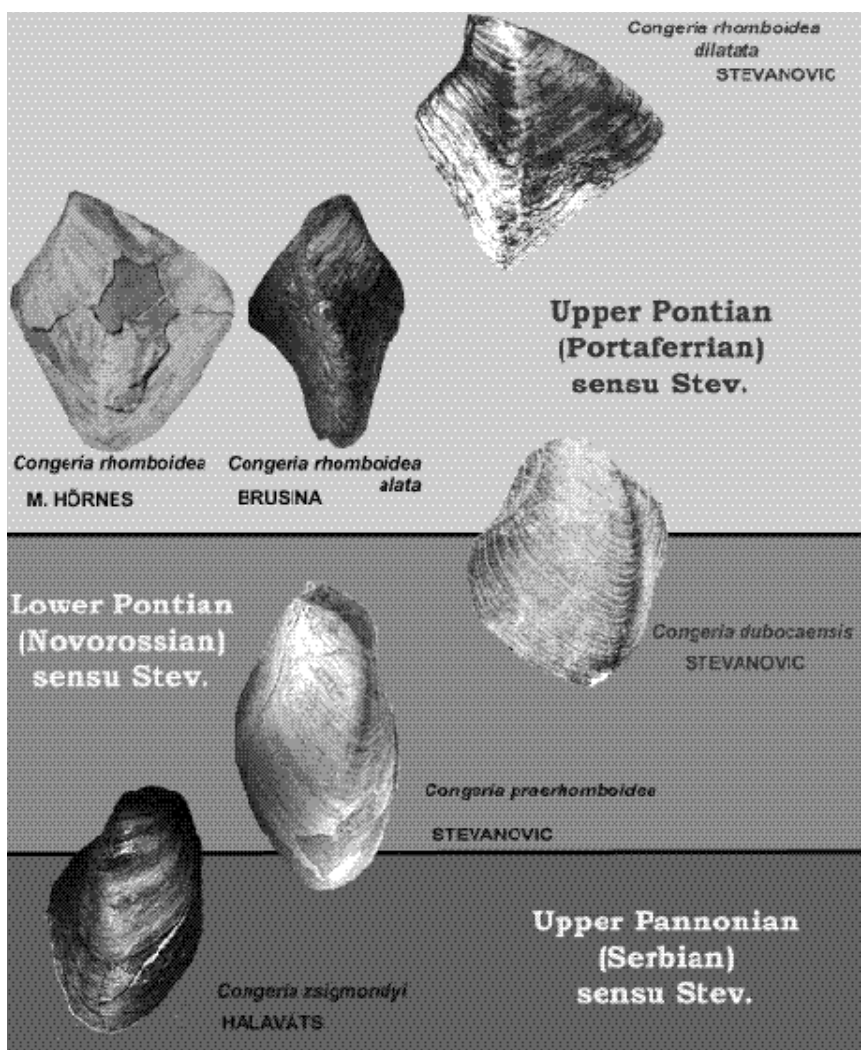 Congeria rhomboidea
dilatata
STEVANOVIC
Upper Pontian
(Portaferrian)
sensu Stev.
Congeria rhomboidea
M. HÖRNES
Congeria rhomboidea
alata
BRUSINA
Lower Pontian
(Novorossian)
sensu Stev.
Congeria dubocaensis
STEVANOVIC
Congeria praerhomboidea
STEVANOVIC
Upper Pannonian
(Serbian)
sensu Stev.
Congeria zsigmondyi
HALAVÁTS